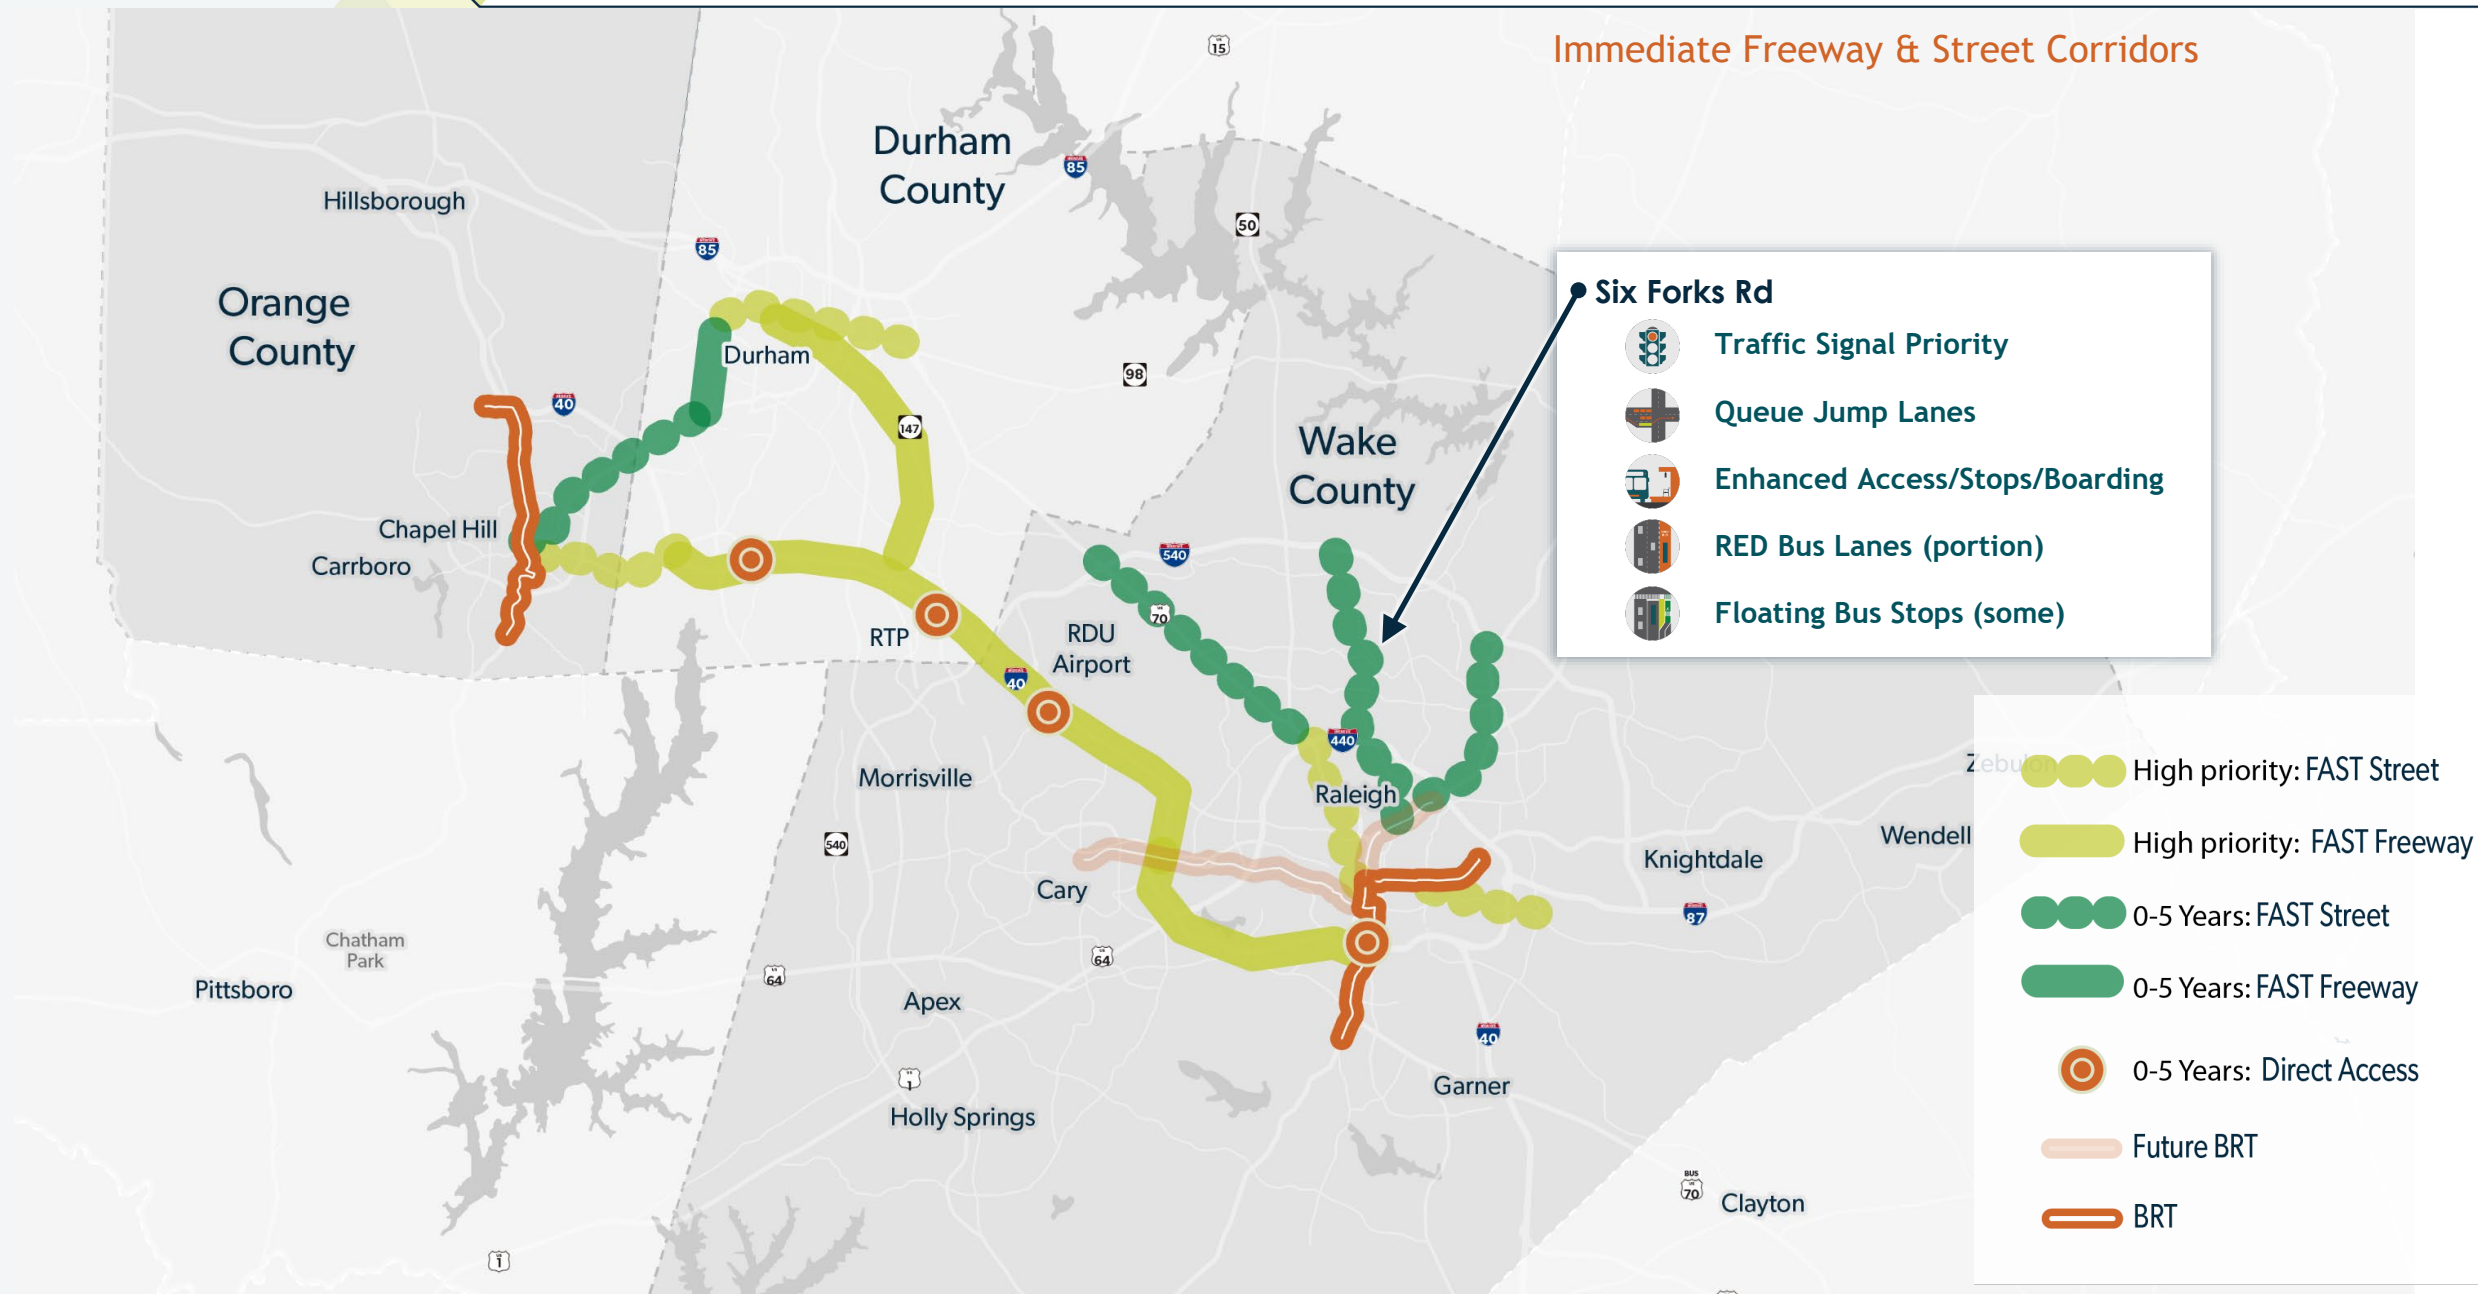 Immediate Freeway & Street Corridors
15
Durham
County
85
Hillsborough
50
85
Orange
County
Six Forks Rd
Traffic Signal Priority
Queue Jump Lanes
Enhanced Access/Stops/Boarding
RED Bus Lanes (portion)
Floating Bus Stops (some)
Durham
98
40
147
Wake
County
Chapel Hill
Carrboro
540
70
RTP
RDU
Airport
40
440
Morrisville
Raleigh
540
Cary
Knightdale
Wendell
Zebulon
87
Chatham
Park
Pittsboro
64
64
Apex
40
1
Holly Springs
Garner
BUS
70
Clayton
1
High priority: FAST Street
High priority: FAST Freeway
0-5 Years: FAST Street
0-5 Years: FAST Freeway
0-5 Years: Direct Access
Future BRT
BRT